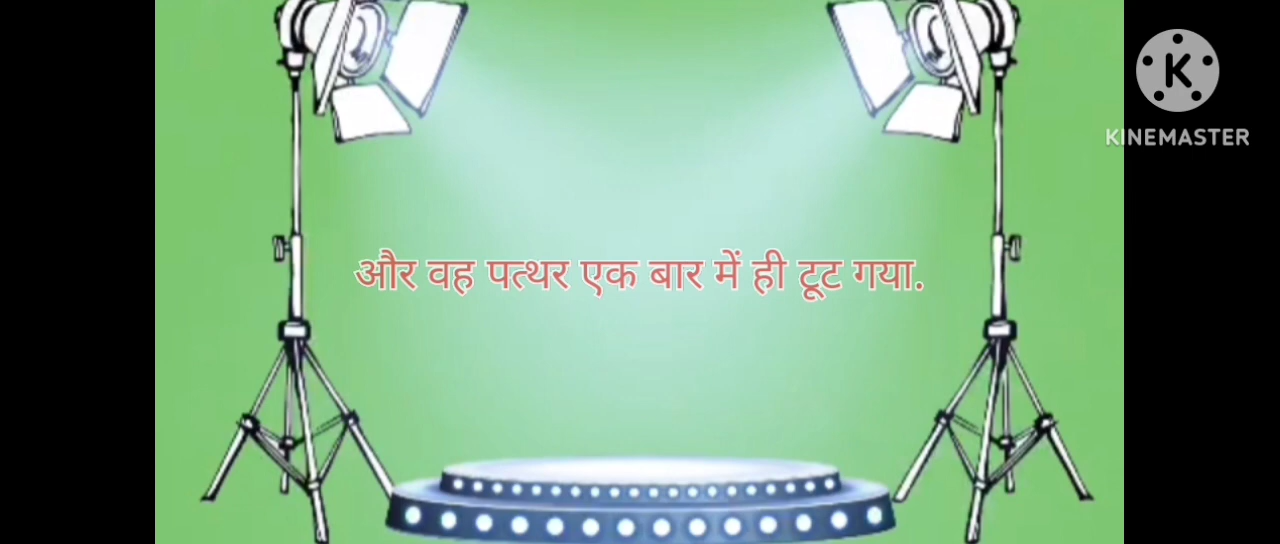 K
KINEMASTER
और वह पत्थर एक बार में ही टूट गया.